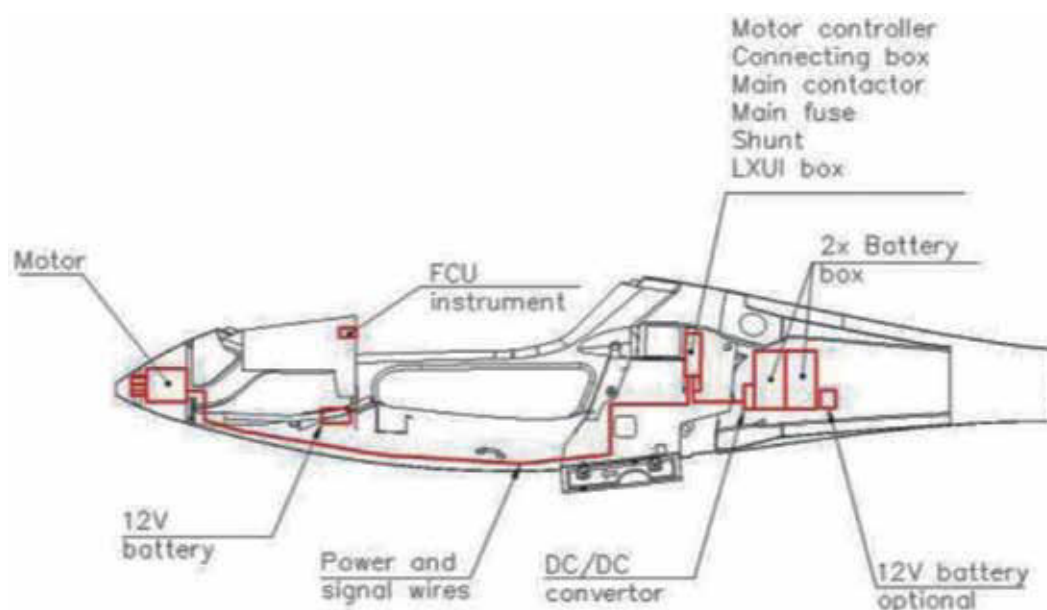 Motor controller
Connecting box
Main contactor
Main fuse
Shunt
LXUI box
2x Battery
box
Motor
FCU
instrument
12V
battery
Power and
signal wires
DC/DC
convertor
12V battery
optional